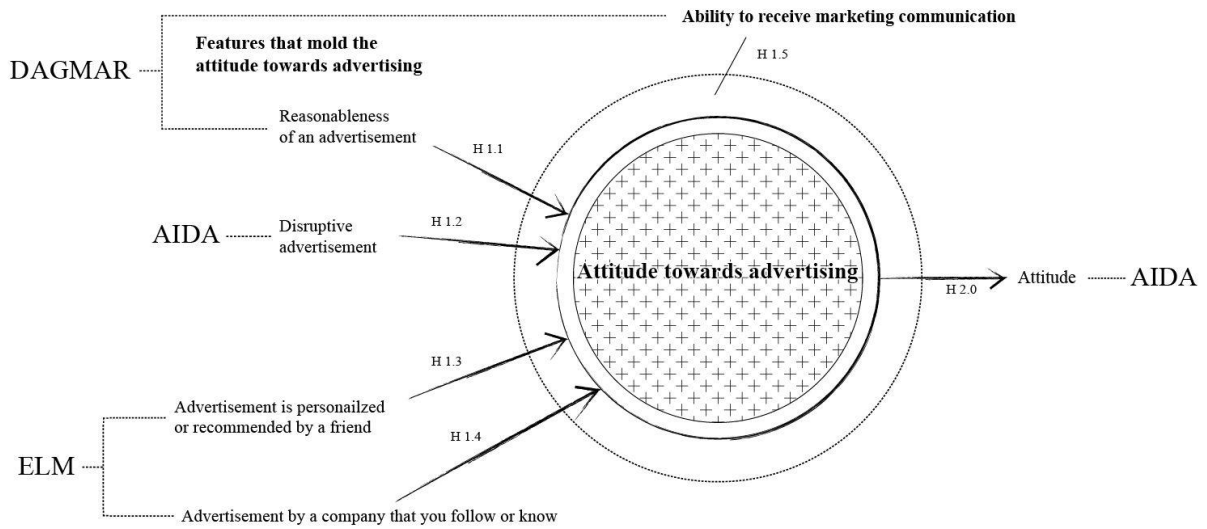 Ability to receive marketing communication
H 1.5
Features that mold the
attitude towards advertising
DAGMAR
Reasonableness
of an advertisement
H 1.1
AIDA
Disruptive
advertisement
H 1.2
Attitude towards advertising
H 2.0
Attitude
AIDA
H 1.3
Advertisement is personailzed
or recommended by a friend
H 1.4
ELM
Advertisement by a company that you follow or know